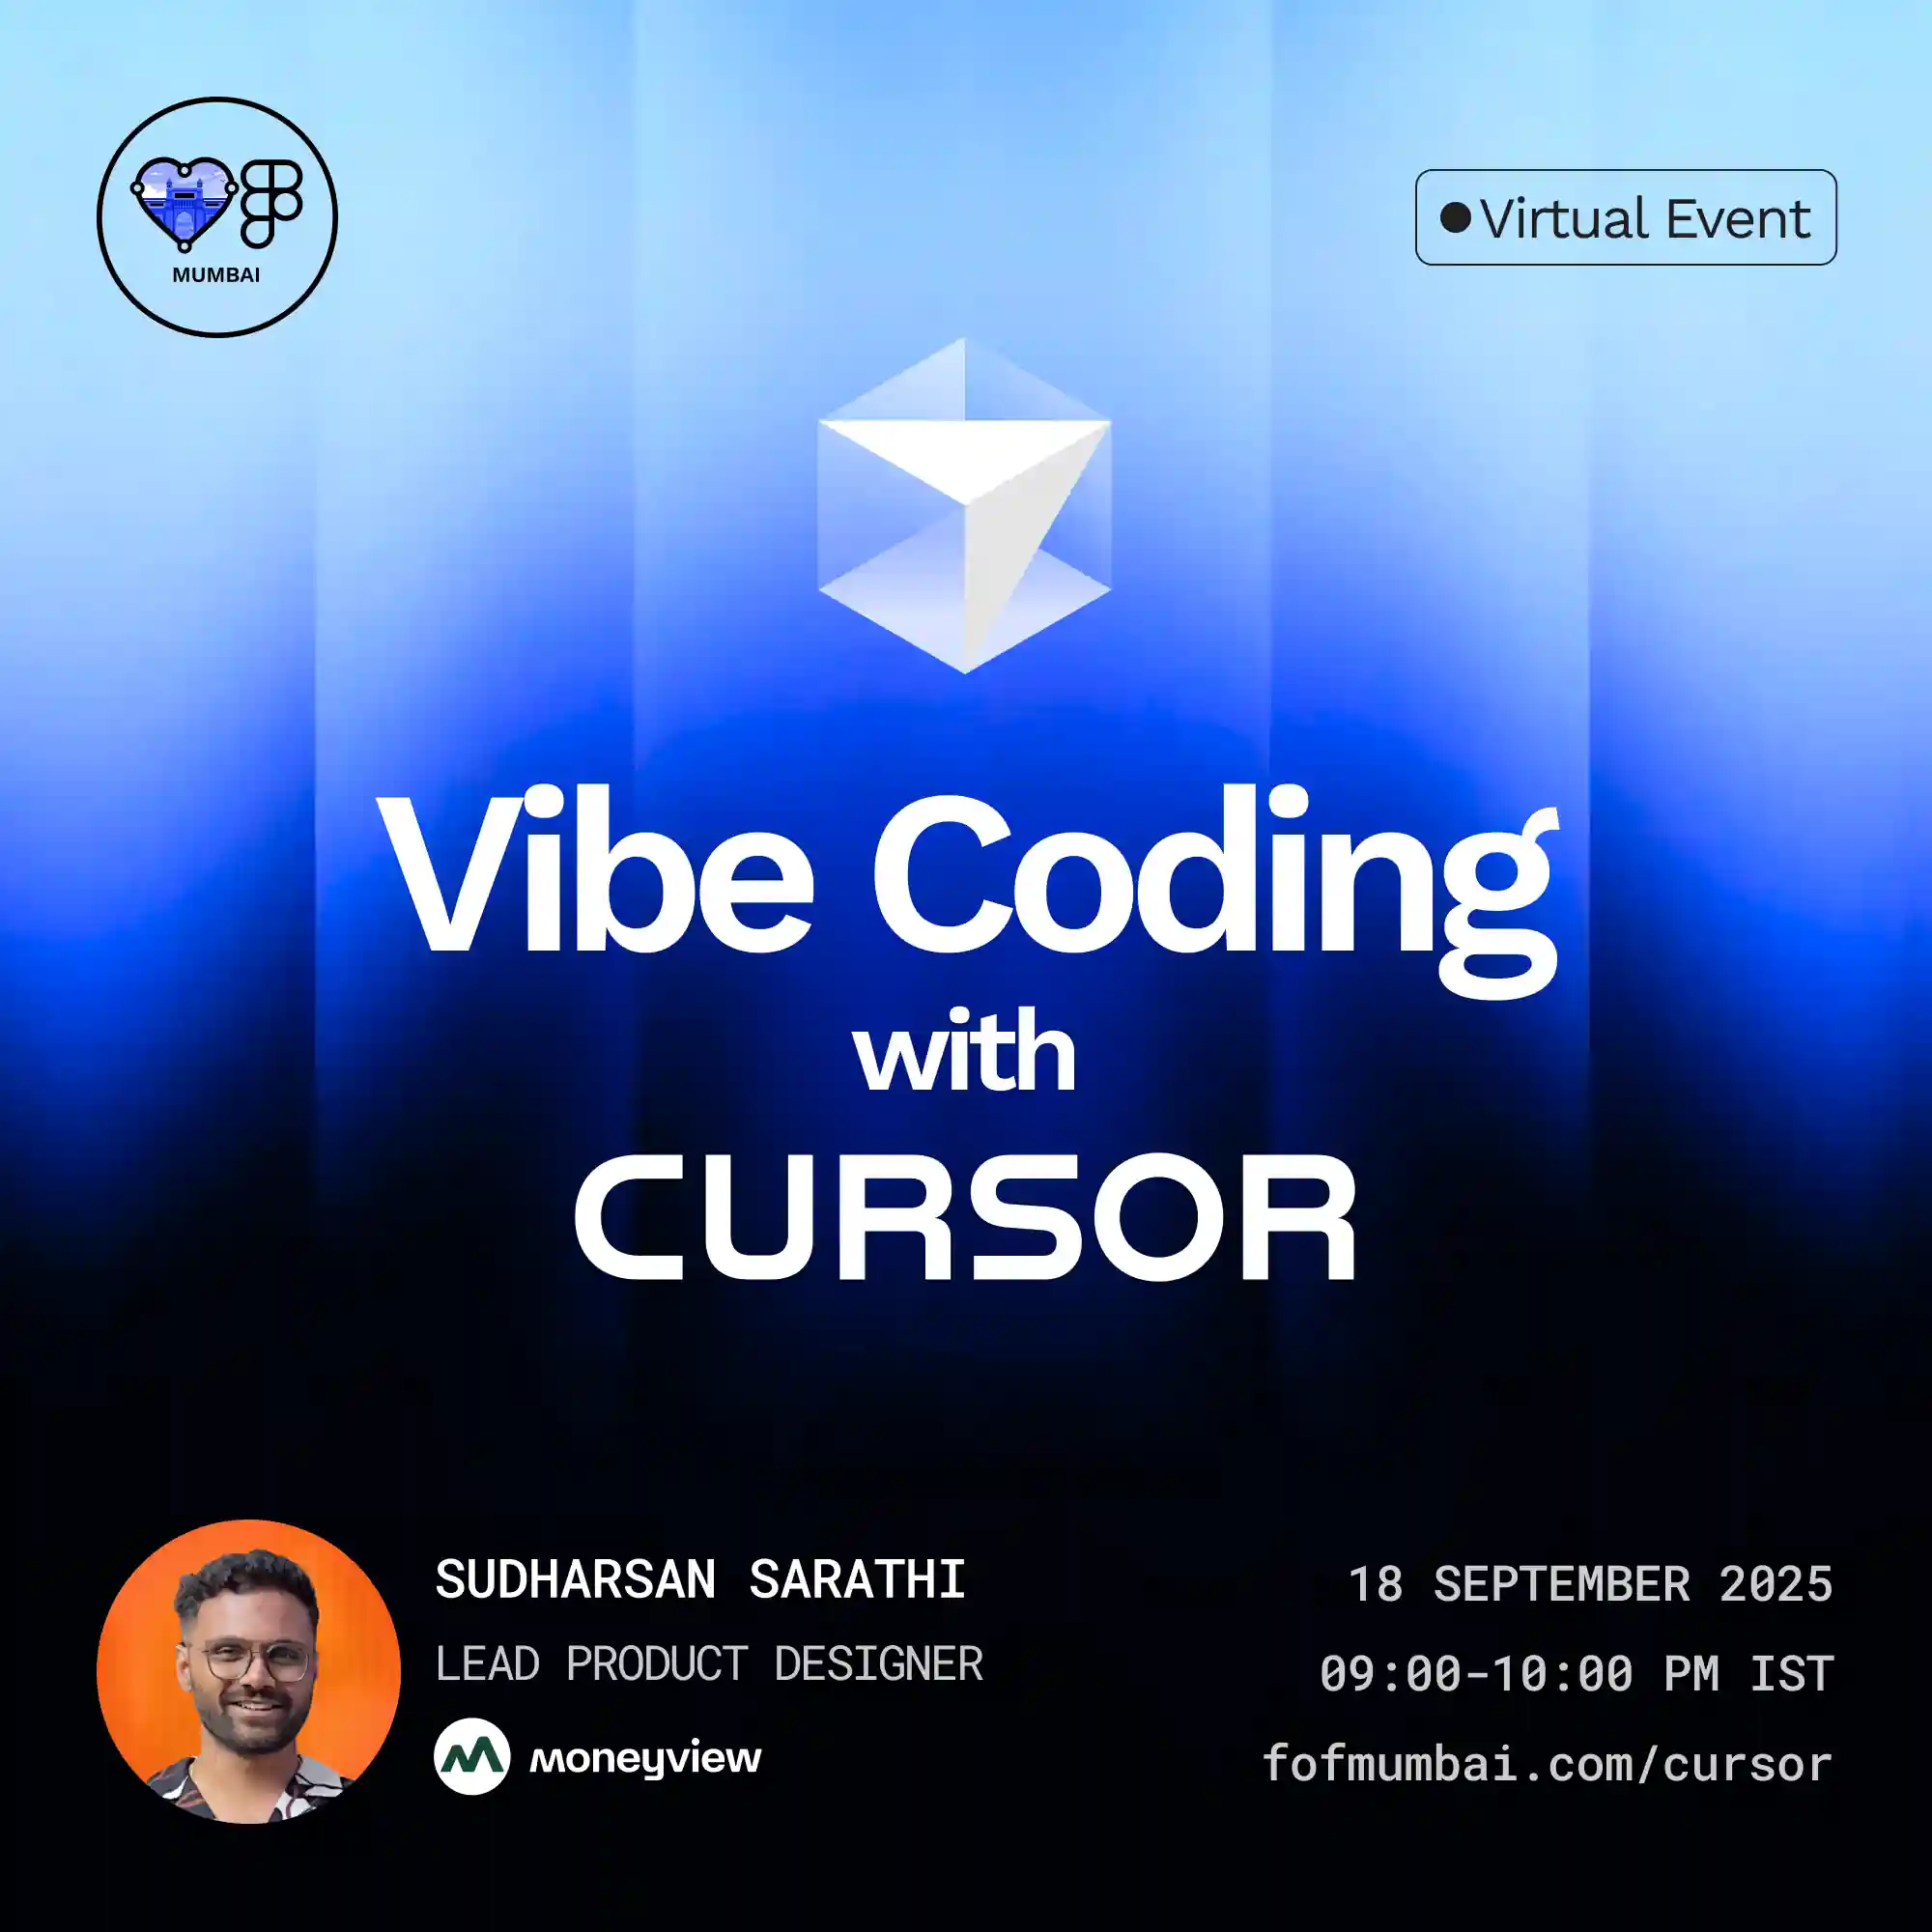 MUMBAI
Virtual Event
Vibe Coding
with
CURSOR
SUDHARSAN SARATHI
LEAD PRODUCT DESIGNER
moneyview
18 SEPTEMBER 2025
09:00-10:00 PM IST
fofmumbai.com/cursor